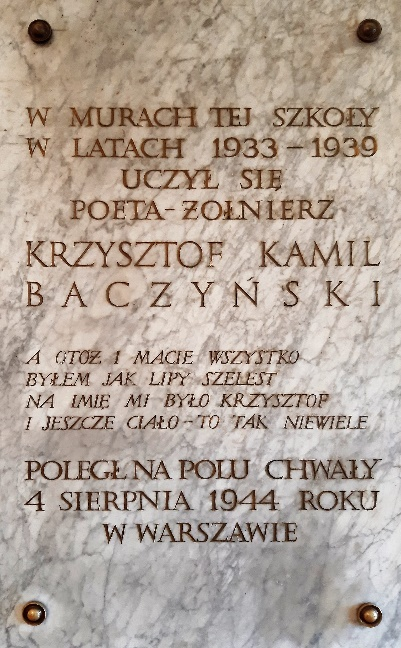 W MURACH TEJ SZKOŁY
W LATACH 1933 – 1939
UCZYŁ SIĘ
POETA-ŻOŁNIERZ
KRZYSZTOF KAMIL
BACZYŃSKI
A OTOŻ I MACIE WSZYSTKO
BYŁEM JAK LIPY SZELEST
NA IMIĘ MI BYŁO KRZYSZTOF
I JESZCZE CIAŁO – TO TAK NIEWIELE
POLEGŁ NA POLU CHWAŁY
4 SIERPNIA 1944 ROKU
W WARSZAWIE